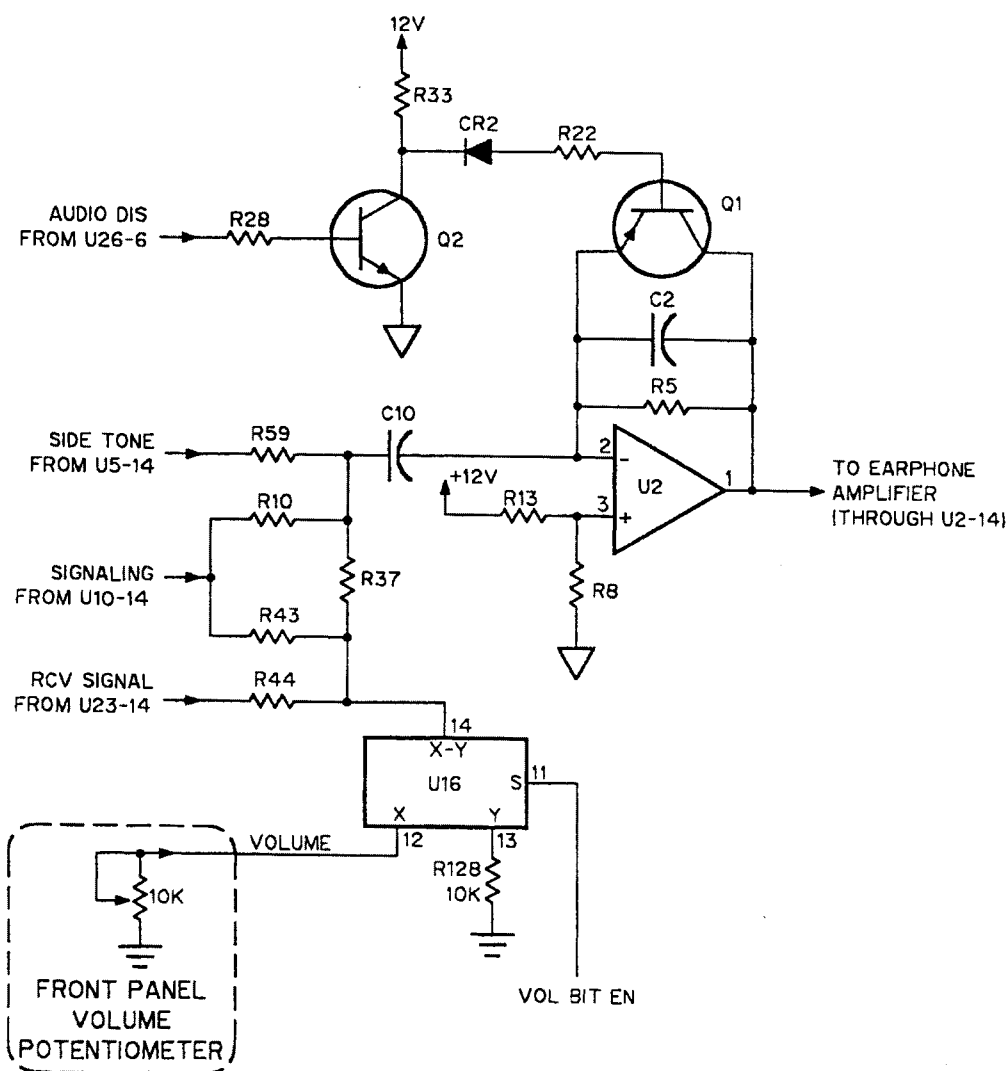 12V
R33
CR2
R22
Q1
AUDIO DIS
FROM U26-6
R28
Q2
C2
R5
C10
SIDE TONE
FROM U5-14
R59
2
-
U2
1
+12V
R13
3
+
TO EARPHONE
AMPLIFIER
(THROUGH U2-14)
R10
SIGNALING
FROM U10-14
R37
R8
R43
RCV SIGNAL
FROM U23-14
R44
14
X-Y
U16
S
11
X
Y
12
13
VOLUME
10K
R128
10K
VOL BIT EN
FRONT PANEL
VOLUME
POTENTIOMETER